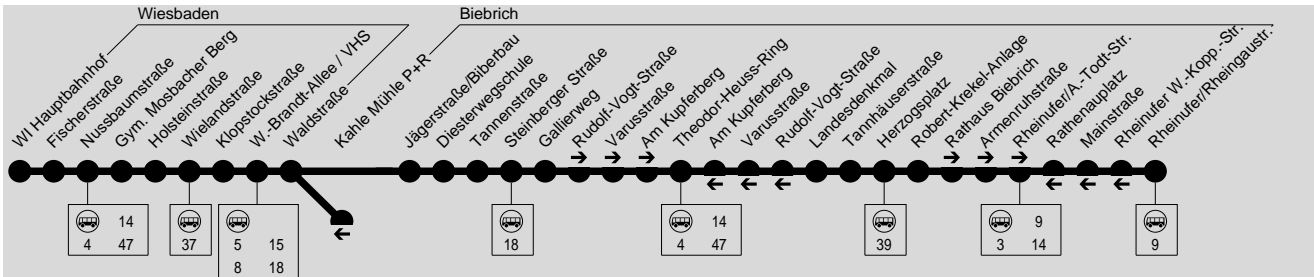 Wiesbaden
Biebrich
WI Hauptbahnhof
Fischerstraße
Nussbaumstraße
Gym. Mosbacher Berg
Holsteinstraße
Wielandstraße
Klopstockstraße
W.-Brandt-Allee / VHS
Waldstraße
Kahle Mühle P+R
Jägerstraße/Biberbau
Diesterwegschule
Tannenstraße
Steinberger Straße
Gallierweg
Rudolf-Vogt-Straße
Varusstraße
Am Kupferberg
Theodor-Heuss-Ring
Am Kupferberg
Varusstraße
Rudolf-Vogt-Straße
Landesdenkmal
Tannhäuserstraße
Herzogsplatz
Robert-Krekel-Anlage
Rathaus Biebrich
Armenruhstraße
Rheinufer/A.-Todt-Str.
Rathenauplatz
Mainstraße
Rheinufer W.-Kopp.-Str.
Rheinufer/Rheingaustr.
14
4 47
37
5 15
8 18
18
14
4 47
39
9
3 14
9